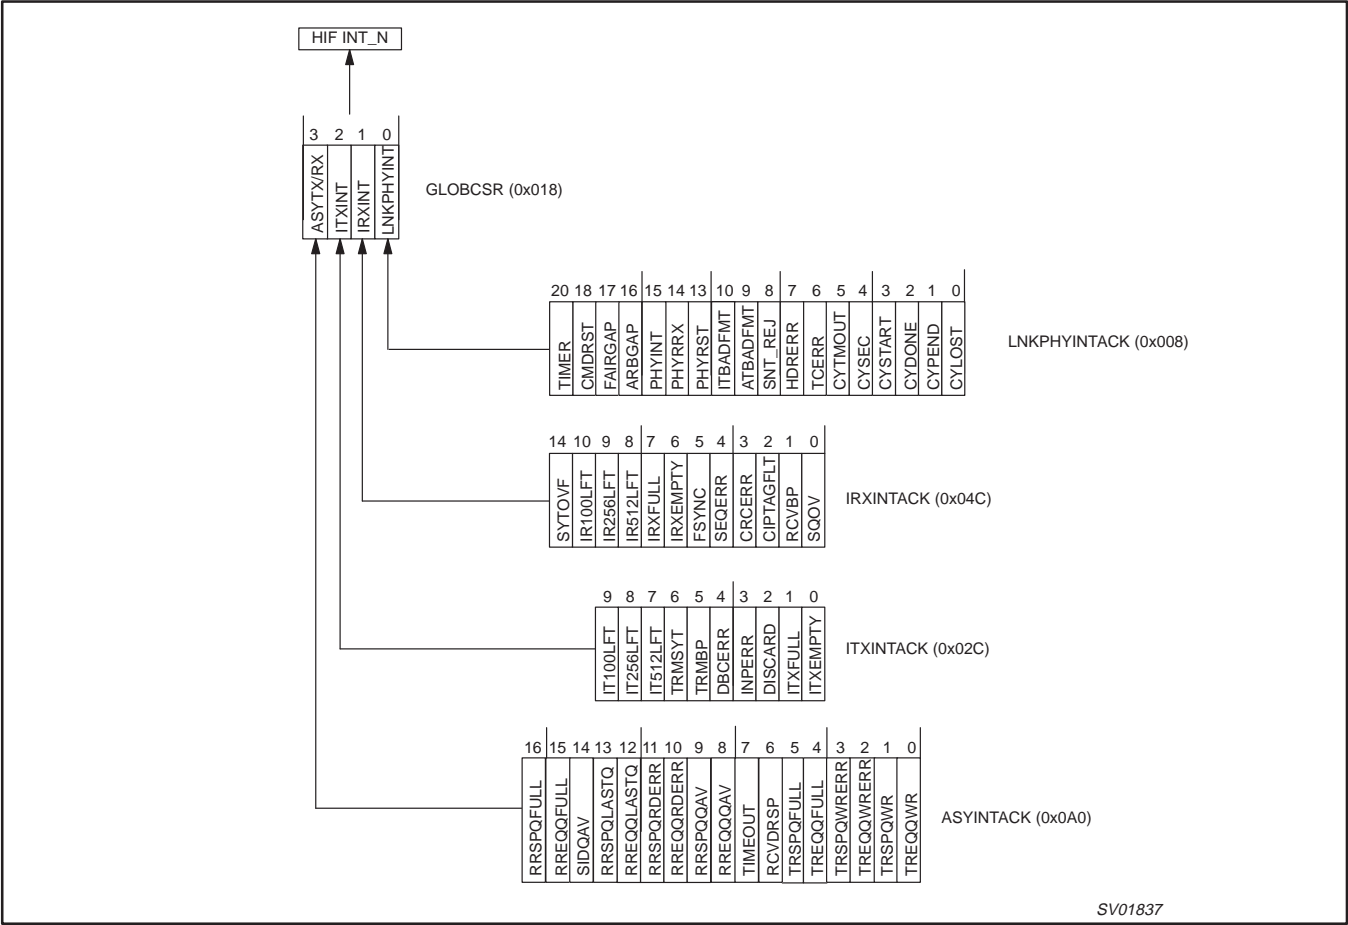 HIF INT_N
3 2 1 0
ASYTX/RX
ITXINT
IRXINT
LNKPHYINT
GLOBCSR (0x018)
20 18 17 16 15 14 13 10 9 8 7 6 5 4 3 2 1 0
TIMER
CMDRST
FAIRGAP
ARBGAP
PHYINT
PHYRRX
PHYRST
ITBADFMT
ATBADFMT
SNT_REJ
HDRERR
TCERR
CYTMOUT
CYSEC
CYSTART
CYDONE
CYPEND
CYLOST
LNKPHYINTACK (0x008)
14 10 9 8 7 6 5 4 3 2 1 0
SYTOVF
IR100LFT
IR256LFT
IR512LFT
IRXFULL
IRXEMPTY
FSYNC
SEQERR
CRCERR
CIPTAGFLT
RCVBP
SQOV
IRXINTACK (0x04C)
9 8 7 6 5 4 3 2 1 0
IT100LFT
IT256LFT
IT512LFT
TRMSYT
TRMBP
DBCERR
INPERR
DISCARD
ITXFULL
ITXEMPTY
ITXINTACK (0x02C)
16 15 14 13 12 11 10 9 8 7 6 5 4 3 2 1 0
RRSPQFULL
RREQQFULL
SIDQAV
RRSPQLASTQ
RREQQLASTQ
RRSPQRDERR
RREQQRDERR
RRSPQQAV
RREQQQAV
TIMEOUT
RCVDRSP
TRSPQFULL
TREQQFULL
TRSPQWRERR
TREQQWRERR
TRSPQWR
TREQQWR
ASYINTACK (0x0A0)
SV01837